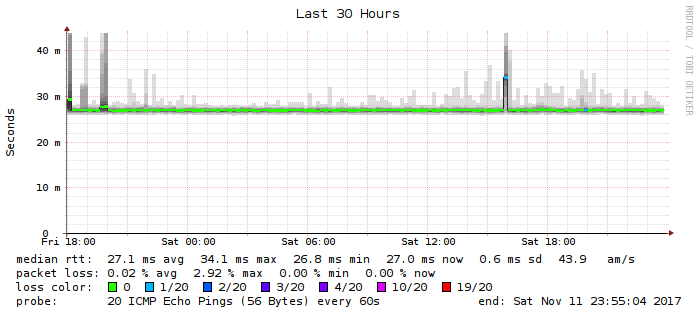 Last 30 Hours
RRDTOOL / TOBI OETIKER
Seconds
40 m
30 m
20 m
10 m
0
Fri 18:00 Sat 00:00 Sat 06:00 Sat 12:00 Sat 18:00
median rtt: 27.1 ms avg 34.1 ms max 26.8 ms min 27.0 ms now 0.6 ms sd 43.9 am/s
packet loss: 0.02 % avg 2.92 % max 0.00 % min 0.00 % now
loss color: 0 1/20 2/20 3/20 4/20 10/20 19/20
probe: 20 ICMP Echo Pings (56 Bytes) every 60s end: Sat Nov 11 23:55:04 2017